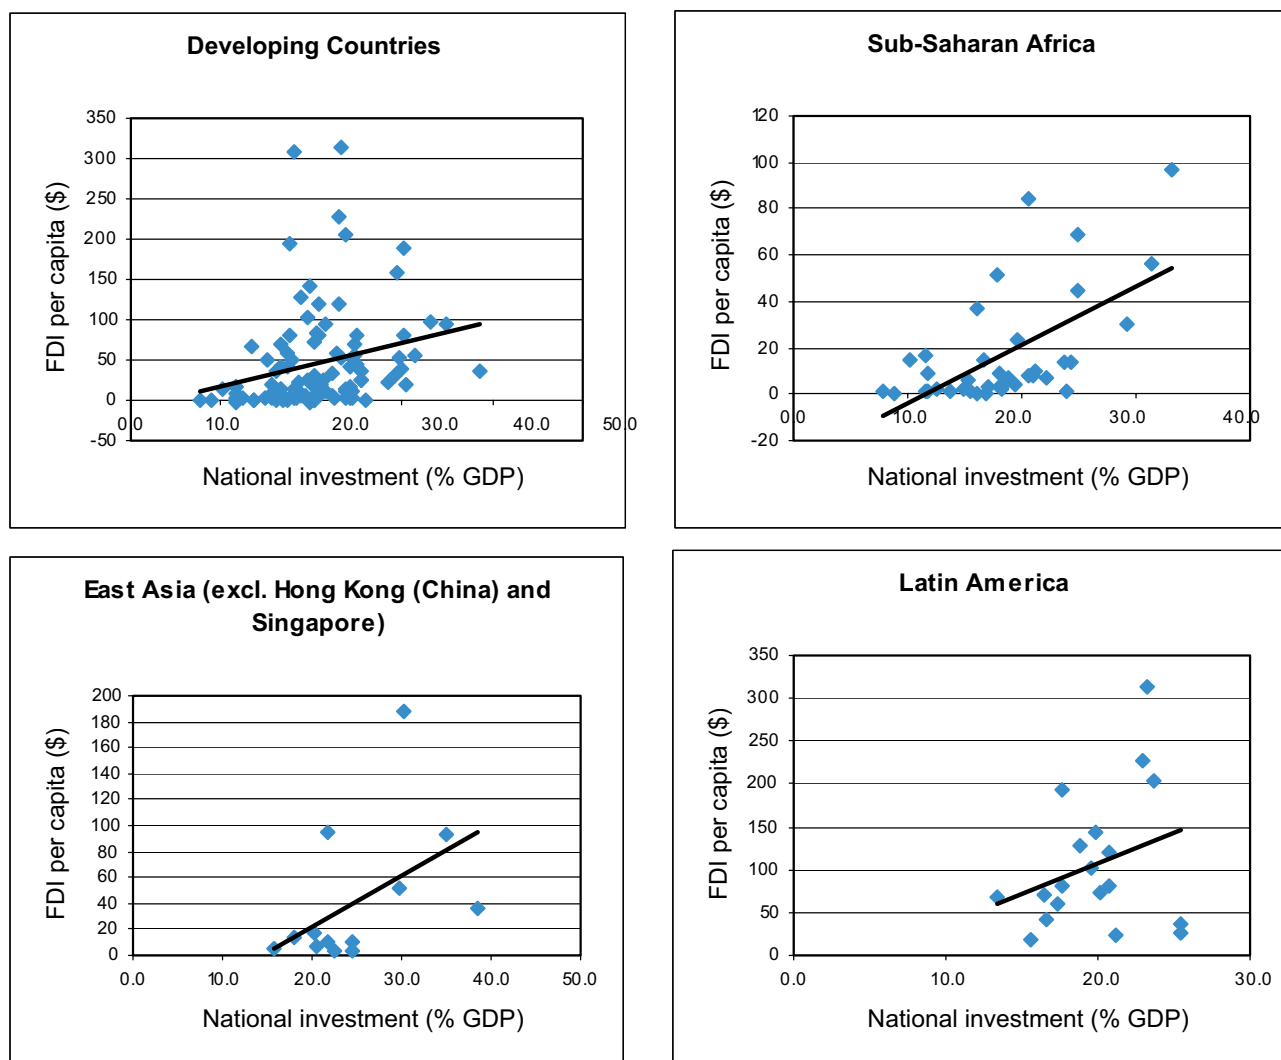 Developing Countries
350
300
250
200
150
100
50
0
-50
0.0 10.0 20.0 30.0 40.0 50.0
FDI per capita ($)
National investment (% GDP)
Sub-Saharan Africa
120
100
80
60
40
20
0
-20
0.0 10.0 20.0 30.0 40.0
FDI per capita ($)
National investment (% GDP)
East Asia (excl. Hong Kong (China) and
Singapore)
200
180
160
140
120
100
80
60
40
20
0
0.0 10.0 20.0 30.0 40.0 50.0
FDI per capita ($)
National investment (% GDP)
Latin America
350
300
250
200
150
100
50
0
0.0 10.0 20.0 30.0
FDI per capita ($)
National investment (% GDP)